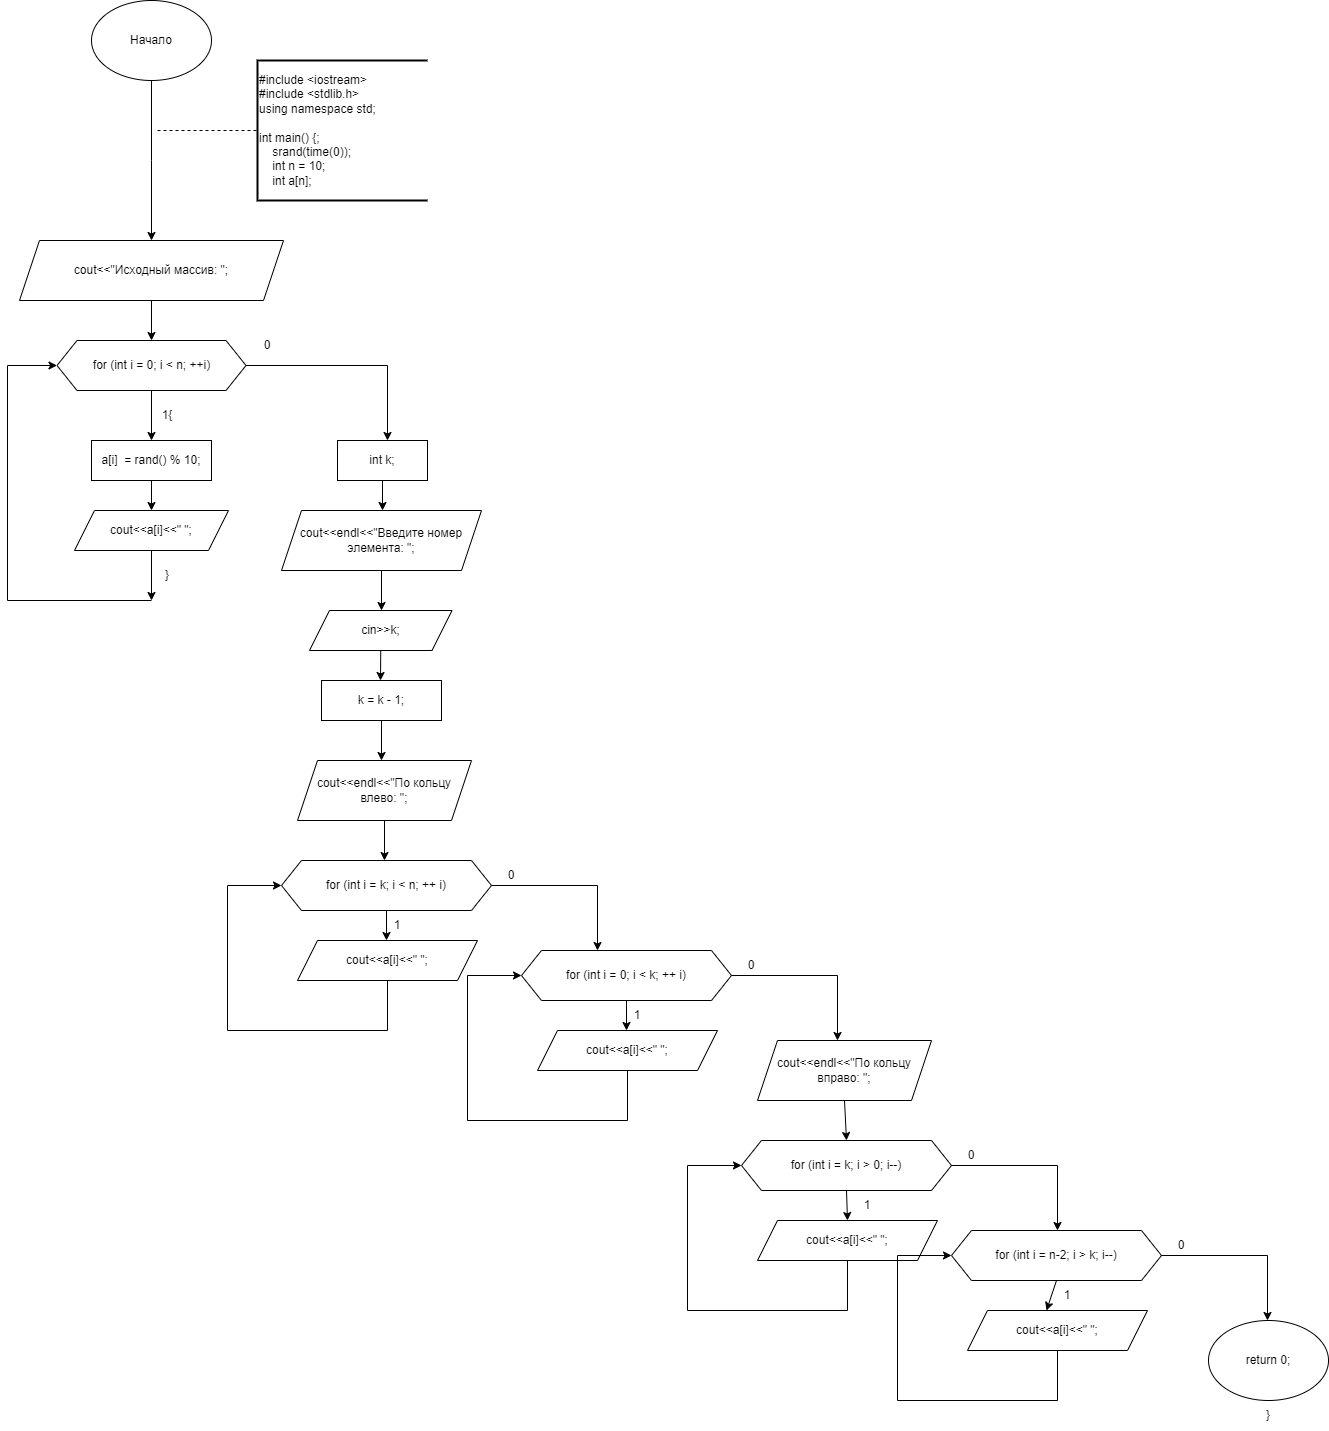 Начало
#include <iostream>
#include <stdlib.h>
using namespace std;
int main() {;
srand(time(0));
int n = 10;
int a[n];
cout<<"Исходный массив: ";
for (int i = 0; i < n; ++i)
0
1{
a[i]  = rand() % 10;
cout<<a[i]<<" ";
}
int k;
cout<<endl<<"Введите номер
элемента: ";
cin>>k;
k = k - 1;
cout<<endl<<"По кольцу
влево: ";
for (int i = k; i < n; ++ i)
0
1
cout<<a[i]<<" ";
for (int i = 0; i < k; ++ i)
0
1
cout<<a[i]<<" ";
cout<<endl<<"По кольцу
вправо: ";
for (int i = k; i > 0; i--)
0
1
cout<<a[i]<<" ";
for (int i = n-2; i > k; i--)
0
1
cout<<a[i]<<" ";
return 0;
}